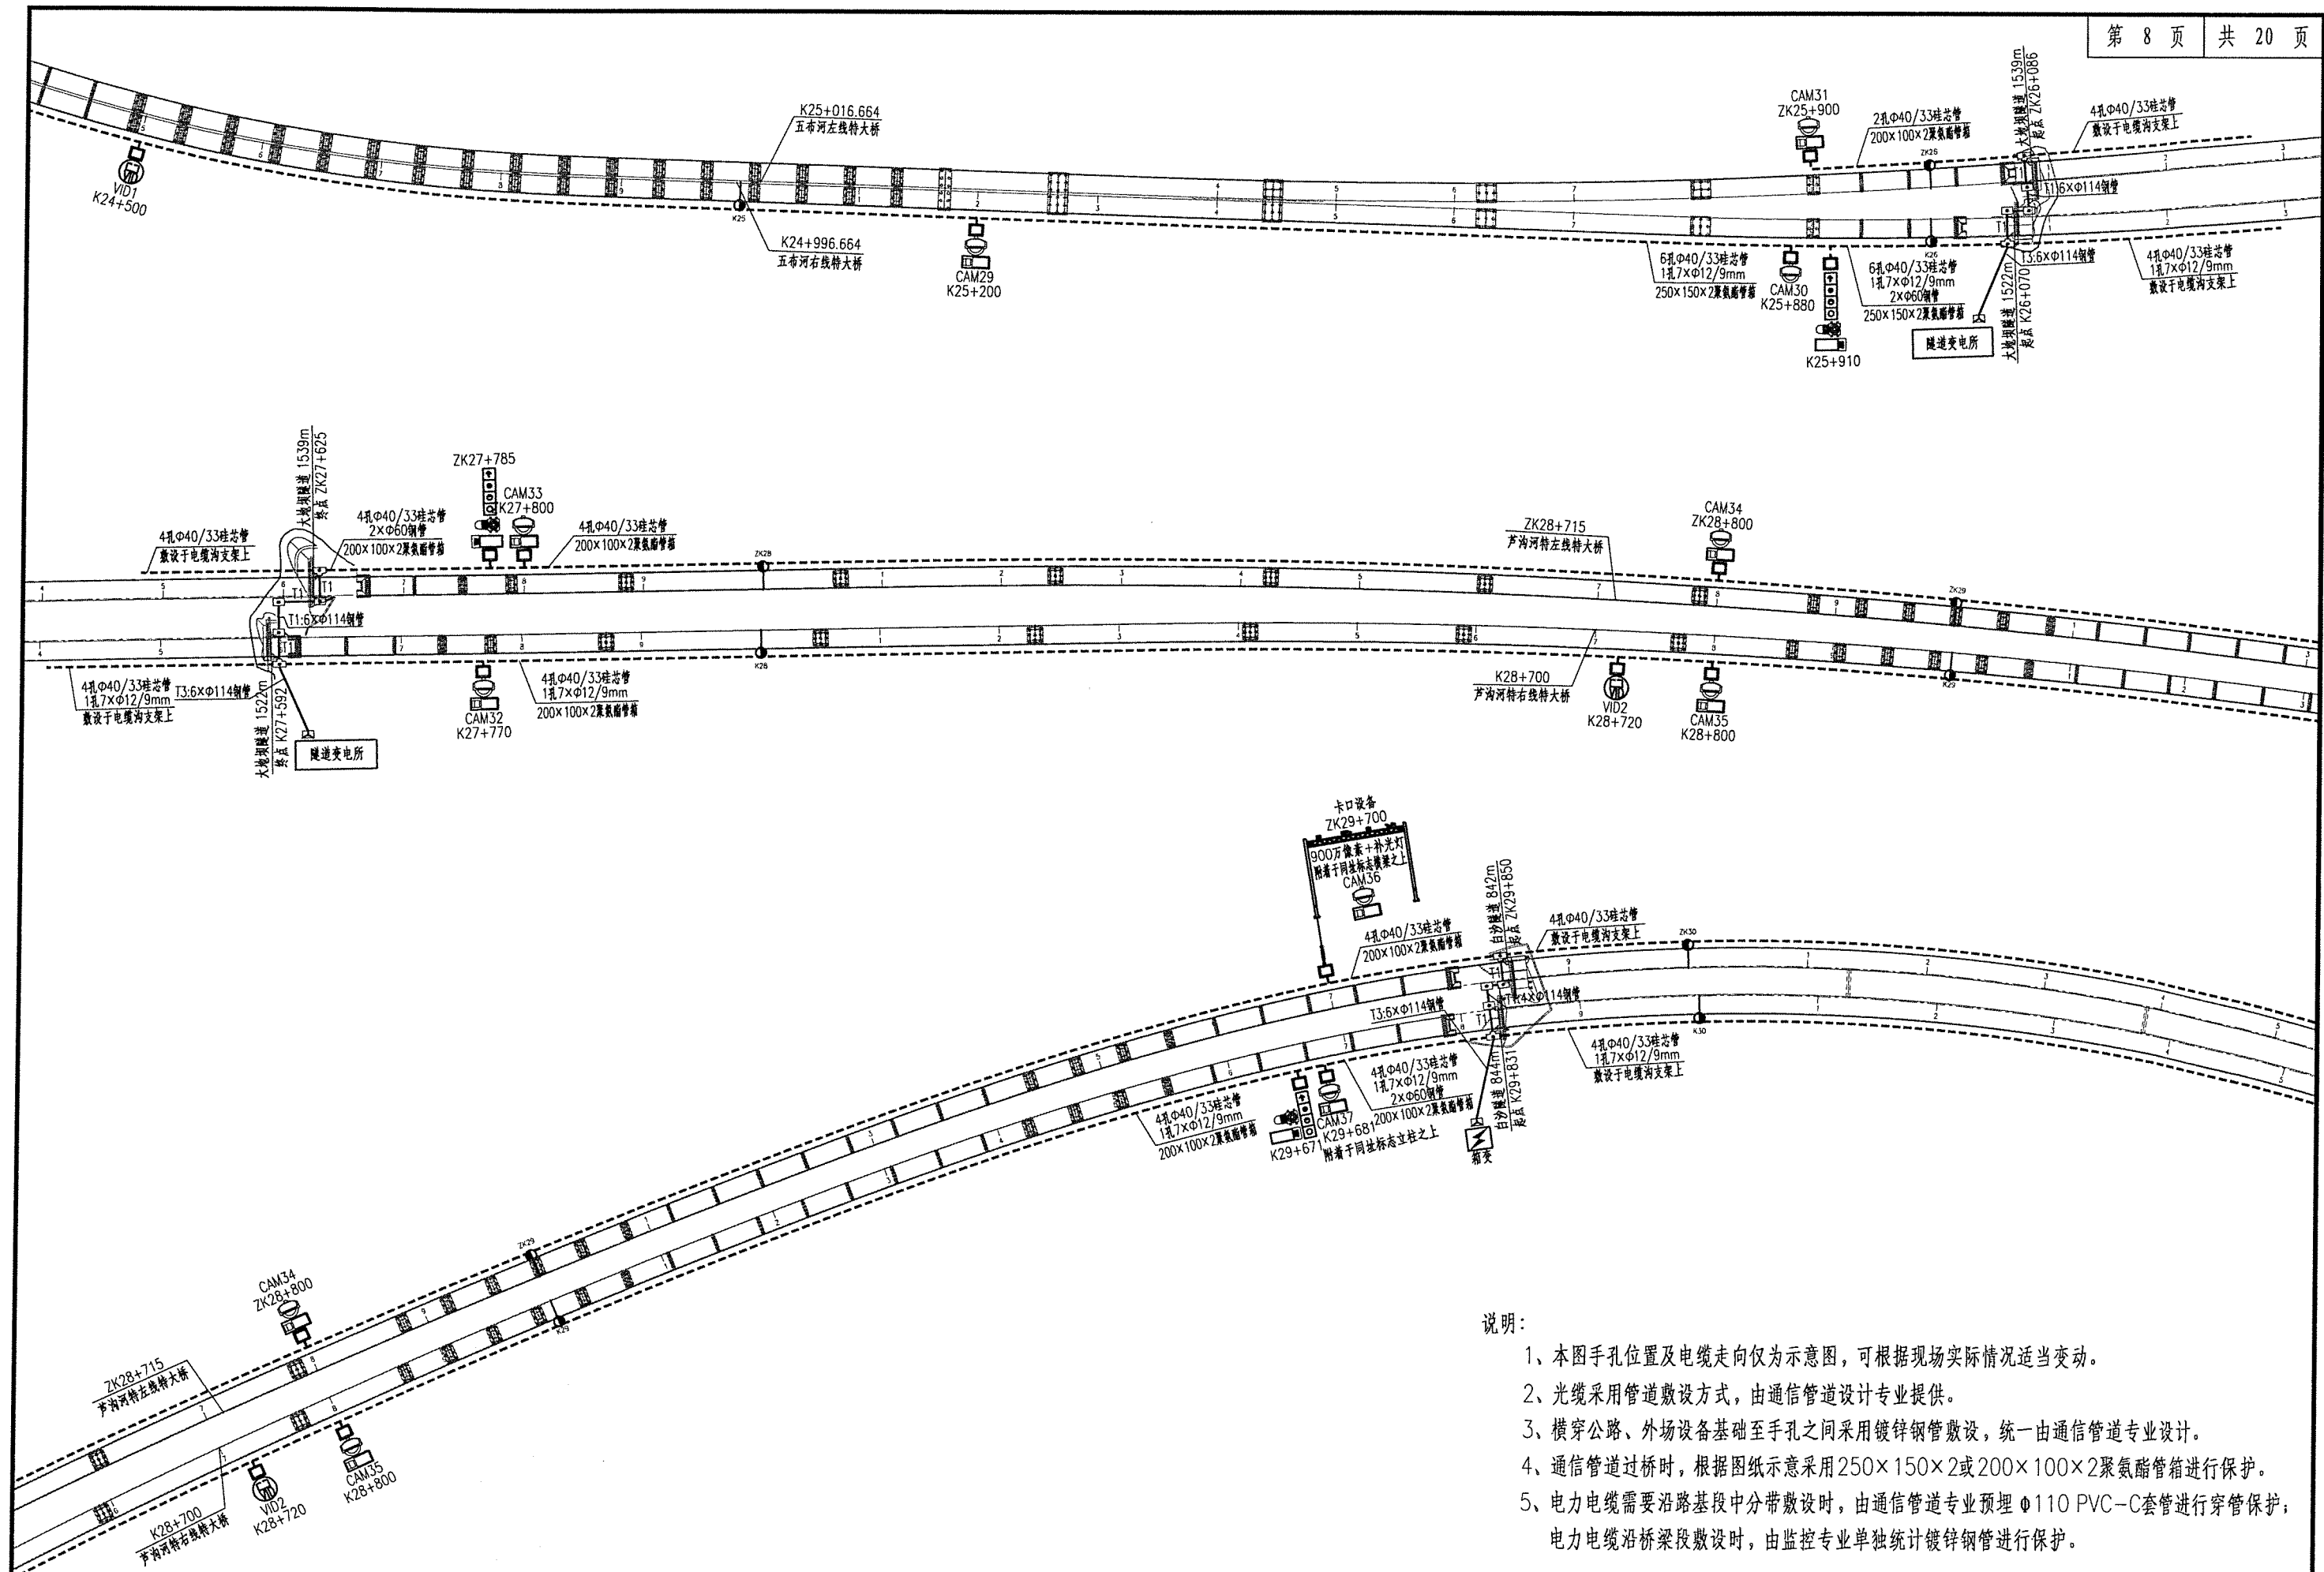 第 8 页 共 20 页
K25+016.664
五布河左线特大桥
CAM31
ZK25+900
2孔Φ40/33硅芯管
200×100×2聚氨酯管箱
大地坝隧道 1539m
起点 ZK26+086
4孔Φ40/33硅芯管
敷设于电缆沟支架上
ZK26
T1:6×Φ114钢管
VID1
K24+500
K25
K24+996.664
五布河右线特大桥
CAM29
K25+200
6孔Φ40/33硅芯管
1孔7×Φ12/9mm
250×150×2聚氨酯管箱
CAM30
K25+880
K25+910
6孔Φ40/33硅芯管
1孔7×Φ12/9mm
2×Φ60钢管
250×150×2聚氨酯管箱
K26
T1
T3:6×Φ114钢管
隧道变电所
大地坝隧道 1522m
起点 K26+070
4孔Φ40/33硅芯管
1孔7×Φ12/9mm
敷设于电缆沟支架上
4孔Φ40/33硅芯管
敷设于电缆沟支架上
大地坝隧道 1539m
终点 ZK27+625
4孔Φ40/33硅芯管
2×Φ60钢管
200×100×2聚氨酯管箱
ZK27+785
CAM33
ZK27+800
4孔Φ40/33硅芯管
200×100×2聚氨酯管箱
ZK28
ZK28+715
芦沟河特左线特大桥
CAM34
ZK28+800
ZK29
T1
T1
T1:6×Φ114钢管
4孔Φ40/33硅芯管
1孔7×Φ12/9mm
敷设于电缆沟支架上
T3:6×Φ114钢管
大地坝隧道 1522m
终点 K27+592
隧道变电所
CAM32
K27+770
4孔Φ40/33硅芯管
1孔7×Φ12/9mm
200×100×2聚氨酯管箱
K28
K28+700
芦沟河特右线特大桥
VID2
K28+720
CAM35
K28+800
K29
卡口设备
ZK29+700
900万像素+补光灯
附着于同址标志横梁之上
CAM36
4孔Φ40/33硅芯管
200×100×2聚氨酯管箱
白沙隧道 842m
起点 ZK29+850
4孔Φ40/33硅芯管
敷设于电缆沟支架上
ZK30
T1:4×Φ114钢管
T3:6×Φ114钢管
T1
K30
4孔Φ40/33硅芯管
1孔7×Φ12/9mm
敷设于电缆沟支架上
4孔Φ40/33硅芯管
1孔7×Φ12/9mm
200×100×2聚氨酯管箱
K29+671
CAM37
K29+681
附着于同址标志立柱之上
4孔Φ40/33硅芯管
1孔7×Φ12/9mm
2×Φ60钢管
200×100×2聚氨酯管箱
箱变
白沙隧道 844m
起点 K29+831
ZK29
K29
CAM34
ZK28+800
ZK28+715
芦沟河特左线特大桥
K28+700
芦沟河特右线特大桥
VID2
K28+720
CAM35
K28+800
说明：
1、本图手孔位置及电缆走向仅为示意图，可根据现场实际情况适当变动。
2、光缆采用管道敷设方式，由通信管道设计专业提供。
3、横穿公路、外场设备基础至手孔之间采用镀锌钢管敷设，统一由通信管道专业设计。
4、通信管道过桥时，根据图纸示意采用250×150×2或200×100×2聚氨酯管箱进行保护。
5、电力电缆需要沿路基段中分带敷设时，由通信管道专业预埋Φ110 PVC-C套管进行穿管保护；
电力电缆沿桥梁段敷设时，由监控专业单独统计镀锌钢管进行保护。